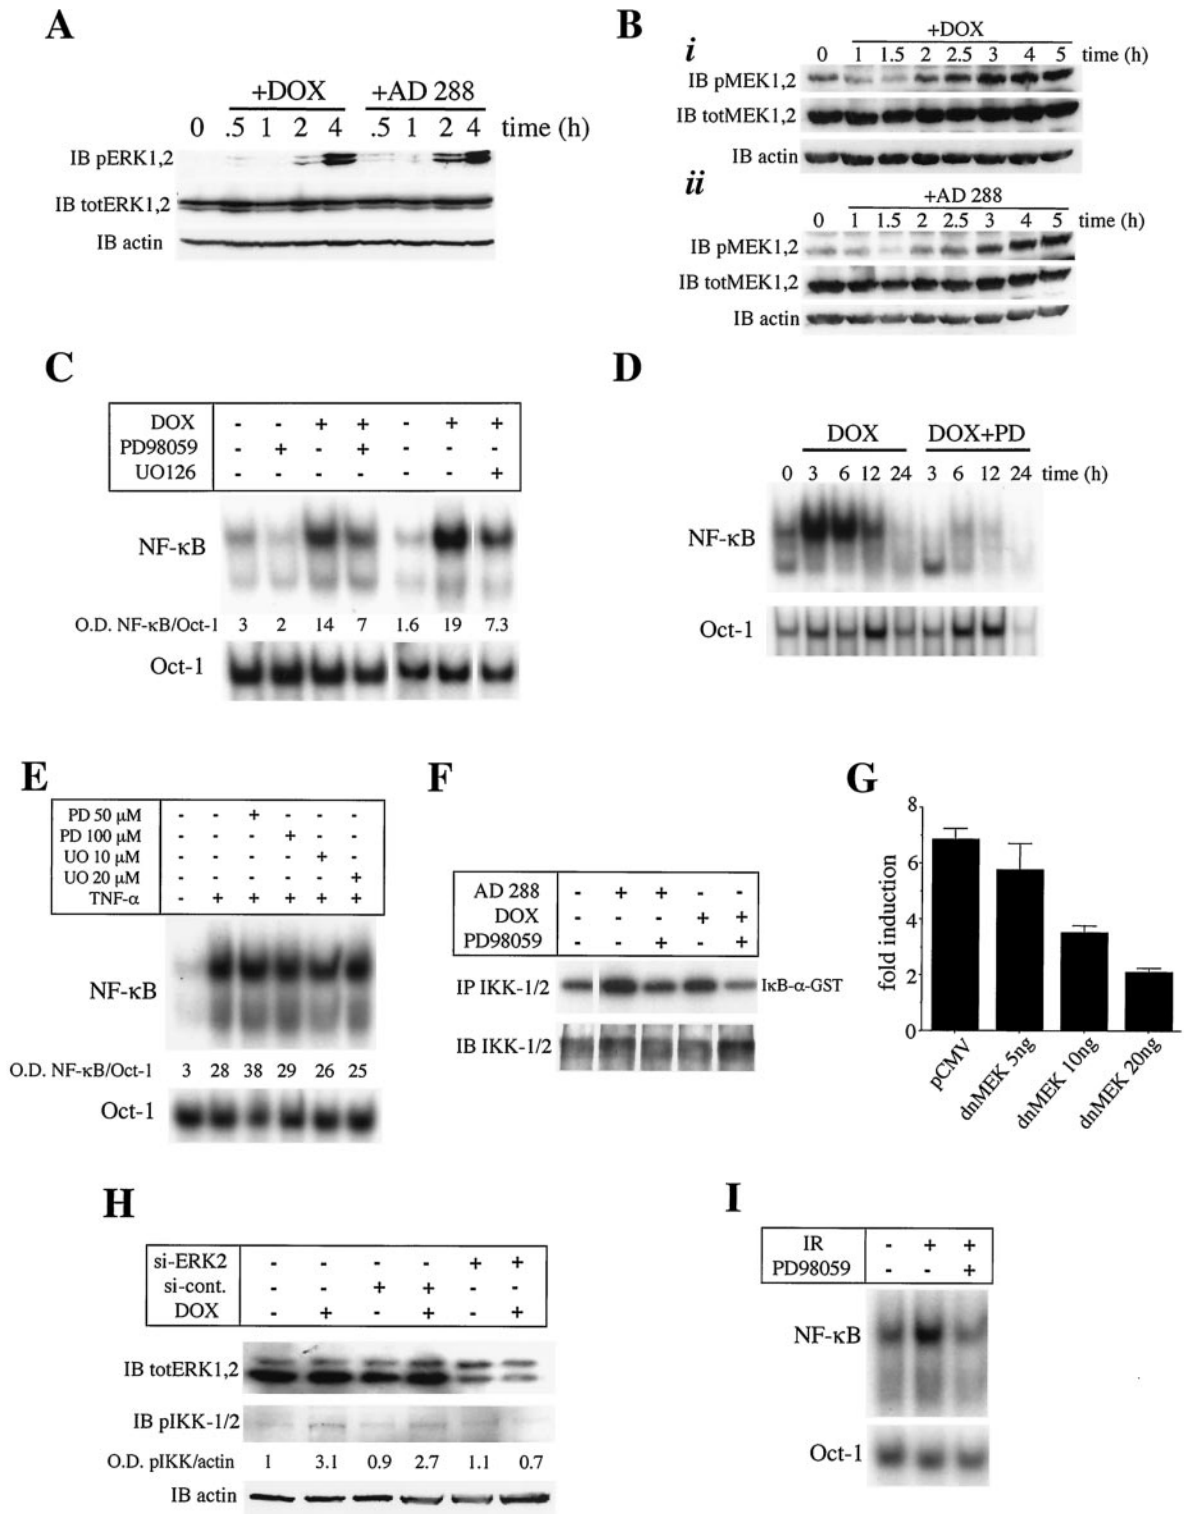 A
+DOX +AD 288
0 .5 1 2 4 .5 1 2 4 time (h)
IB pERK1,2
IB totERK1,2
IB actin
B
i
+DOX
0 1 1.5 2 2.5 3 4 5 time (h)
IB pMEK1,2
IB totMEK1,2
IB actin
ii
+AD 288
0 1 1.5 2 2.5 3 4 5 time (h)
IB pMEK1,2
IB totMEK1,2
IB actin
C
DOX - - + + - + +
PD98059 - + - + - - -
UO126 - - - - - - +
NF-κB
O.D. NF-κB/Oct-1 3 2 14 7 1.6 19 7.3
Oct-1
D
DOX DOX+PD
0 3 6 12 24 3 6 12 24 time (h)
NF-κB
Oct-1
E
PD 50 μM - - + - - -
PD 100 μM - - - + - -
UO 10 μM - - - - + -
UO 20 μM - - - - - +
TNF-α - + + + + +
NF-κB
O.D. NF-κB/Oct-1 3 28 38 29 26 25
Oct-1
F
AD 288 - + + - -
DOX - - - + +
PD98059 - - + - +
IP IKK-1/2 IκB-α-GST
IB IKK-1/2
G
fold induction
8
6
4
2
0
pCMV
dnMEK 5ng
dnMEK 10ng
dnMEK 20ng
H
si-ERK2 - - - - + +
si-cont. - - + + - -
DOX - + - + - +
IB totERK1,2
IB pIKK-1/2
O.D. pIKK/actin 1 3.1 0.9 2.7 1.1 0.7
IB actin
I
IR - + +
PD98059 - - +
NF-κB
Oct-1